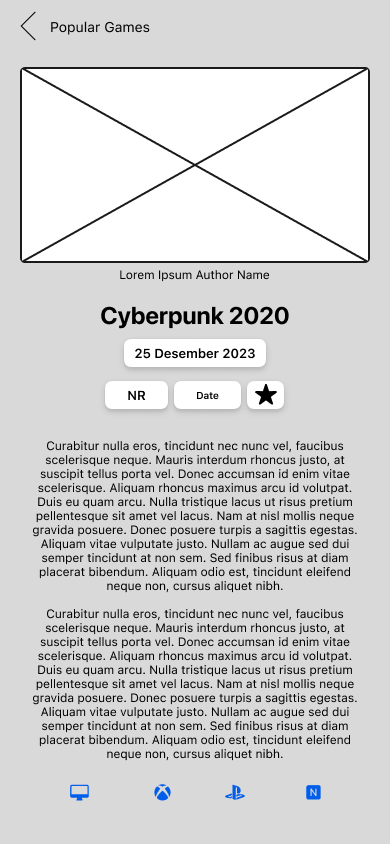 Popular Games
Lorem Ipsum Author Name
Cyberpunk 2020
25 Desember 2023
NR
Date
Curabitur nulla eros, tincidunt nec nunc vel, faucibus
scelerisque neque. Mauris interdum rhoncus justo, at
suscipit tellus porta vel. Donec accumsan id enim vitae
scelerisque. Aliquam rhoncus maximus arcu id volutpat.
Duis eu quam arcu. Nulla tristique lacus ut risus pretium
pellentesque sit amet vel lacus. Nam at nisl mollis neque
gravida posuere. Donec posuere turpis a sagittis egestas.
Aliquam vitae vulputate justo. Nullam ac augue sed dui
semper tincidunt at non sem. Sed finibus risus at diam
placerat bibendum. Aliquam odio est, tincidunt eleifend
neque non, cursus aliquet nibh.
Curabitur nulla eros, tincidunt nec nunc vel, faucibus
scelerisque neque. Mauris interdum rhoncus justo, at
suscipit tellus porta vel. Donec accumsan id enim vitae
scelerisque. Aliquam rhoncus maximus arcu id volutpat.
Duis eu quam arcu. Nulla tristique lacus ut risus pretium
pellentesque sit amet vel lacus. Nam at nisl mollis neque
gravida posuere. Donec posuere turpis a sagittis egestas.
Aliquam vitae vulputate justo. Nullam ac augue sed dui
semper tincidunt at non sem. Sed finibus risus at diam
placerat bibendum. Aliquam odio est, tincidunt eleifend
neque non, cursus aliquet nibh.
N